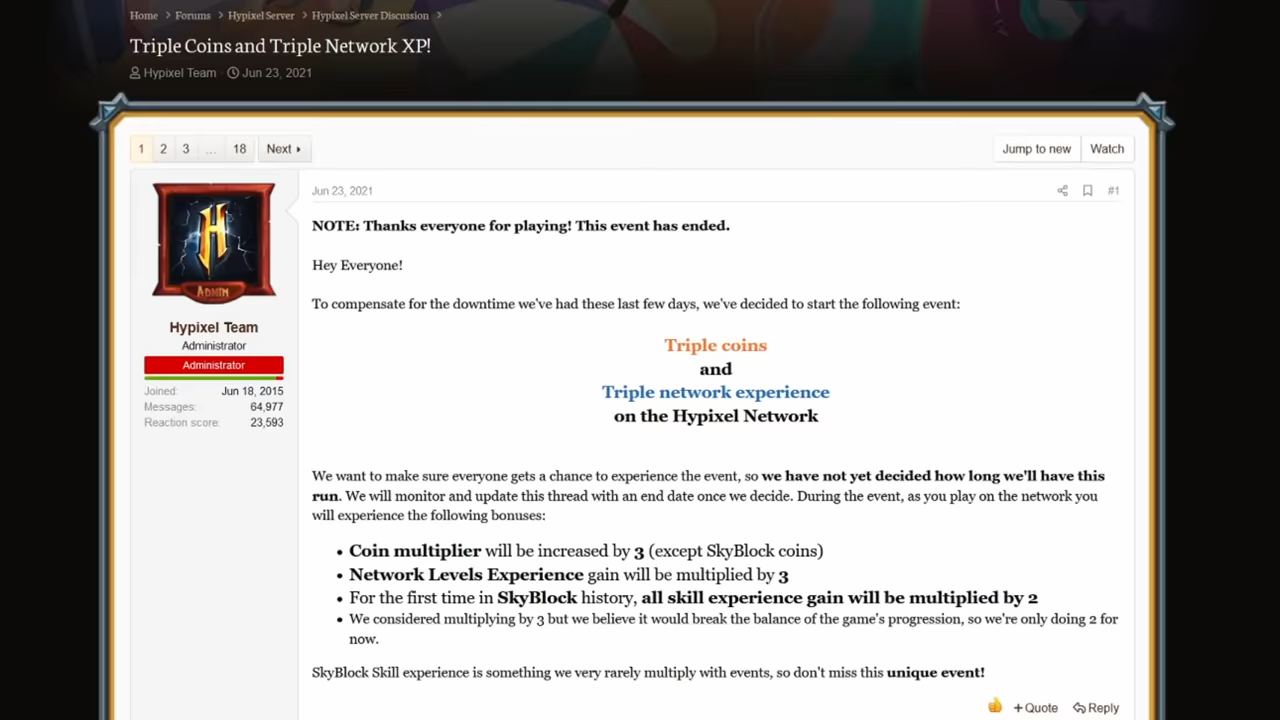 Home > Forums > Hypixel Server > Hypixel Server Discussion >
Triple Coins and Triple Network XP!
Hypixel Team Jun 23, 2021
1 2 3 ... 18 Next Jump to new Watch
Jun 23, 2021 #1
H
ADMIN
Hypixel Team
Administrator
Administrator
Joined: Jun 18, 2015
Messages: 64,977
Reaction score: 23,593
NOTE: Thanks everyone for playing! This event has ended.
Hey Everyone!
To compensate for the downtime we've had these last few days, we've decided to start the following event:
Triple coins
and
Triple network experience
on the Hypixel Network
We want to make sure everyone gets a chance to experience the event, so we have not yet decided how long we'll have this
run. We will monitor and update this thread with an end date once we decide. During the event, as you play on the network you
will experience the following bonuses:
• Coin multiplier will be increased by 3 (except SkyBlock coins)
• Network Levels Experience gain will be multiplied by 3
• For the first time in SkyBlock history, all skill experience gain will be multiplied by 2
• We considered multiplying by 3 but we believe it would break the balance of the game's progression, so we're only doing 2 for
now.
SkyBlock Skill experience is something we very rarely multiply with events, so don't miss this unique event!
+Quote Reply